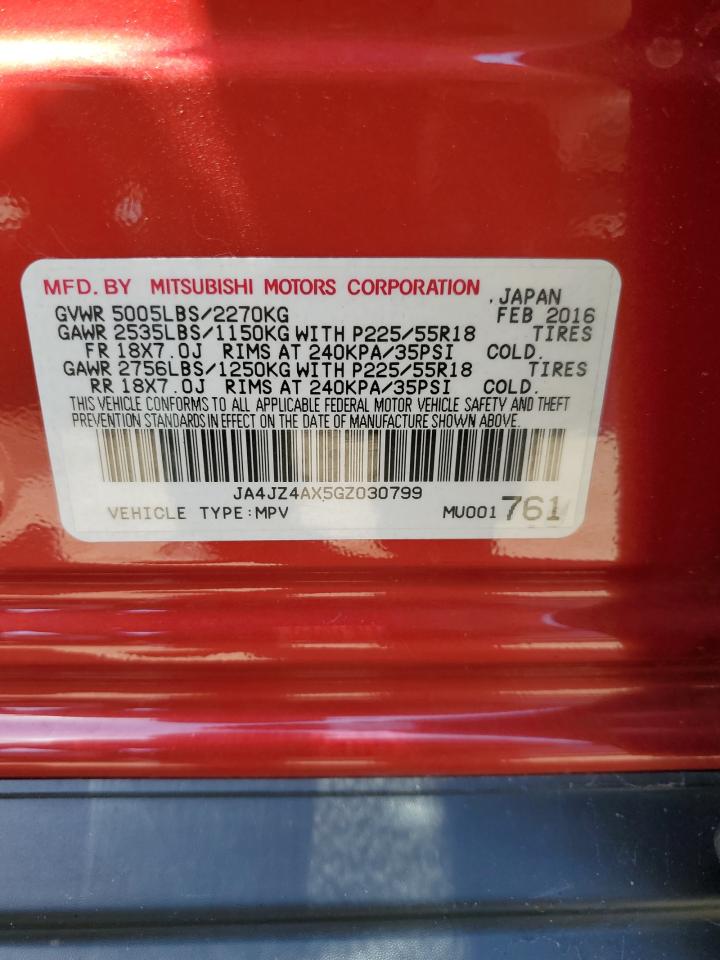 MFD. BY MITSUBISHI MOTORS CORPORATION , JAPAN
GVWR 5005LBS/2270KG FEB 2016
GAWR 2535LBS/1150KG WITH P225/55R18 TIRES
FR 18X7.0J RIMS AT 240KPA/35PSI COLD.
GAWR 2756LBS/1250KG WITH P225/55R18 TIRES
RR 18X7.0J RIMS AT 240KPA/35PSI COLD.
THIS VEHICLE CONFORMS TO ALL APPLICABLE FEDERAL MOTOR VEHICLE SAFETY AND THEFT
PREVENTION STANDARDS IN EFFECT ON THE DATE OF MANUFACTURE SHOWN ABOVE.
JA4JZ4AX5GZ030799
VEHICLE TYPE:MPV MU001 761